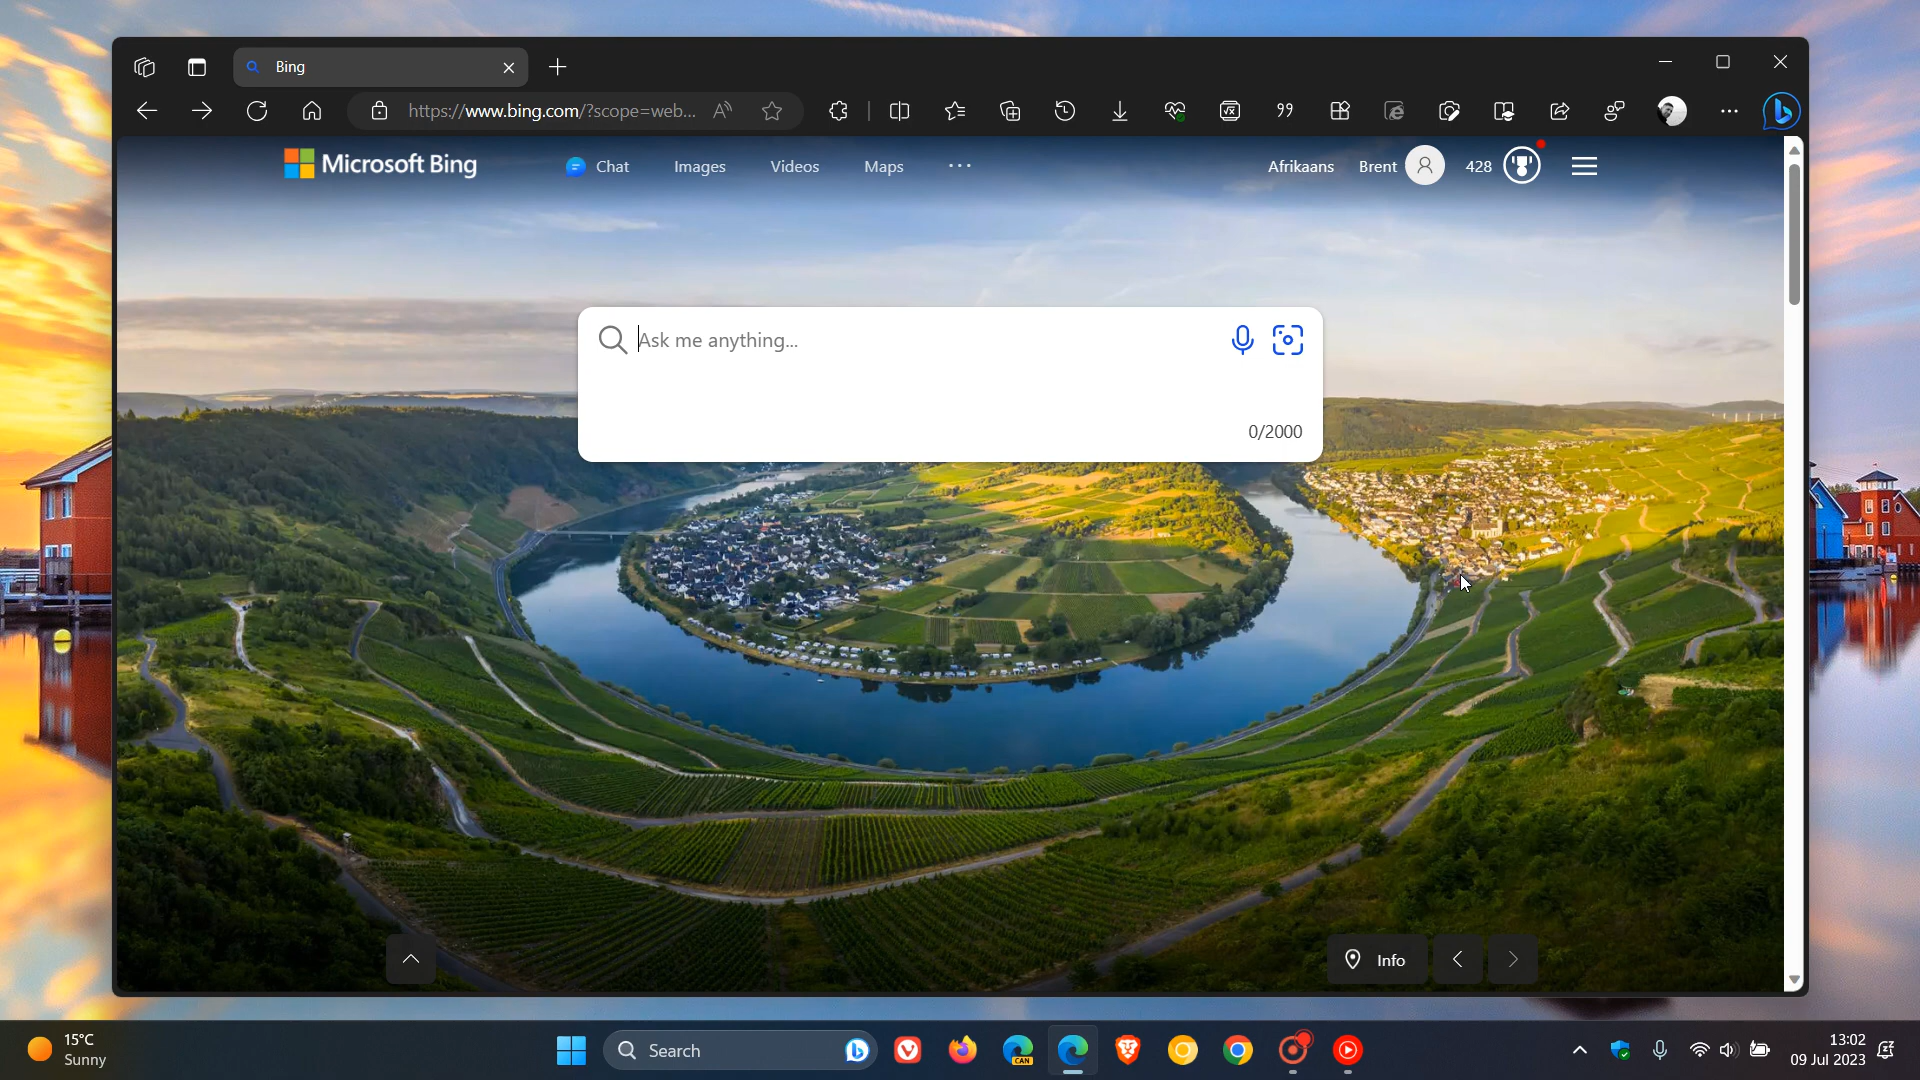 Bing
https://www.bing.com/?scope=web...
Microsoft Bing
Chat
Images
Videos
Maps
Afrikaans
Brent
428
Ask me anything...
0/2000
Info
15°C
Sunny
Search
CAN
13:02
09 Jul 2023